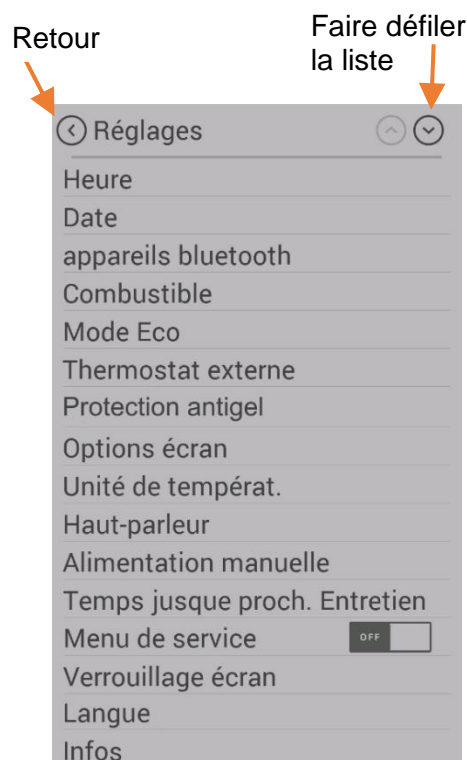 Retour
Faire défiler
la liste
Réglages
Heure
Date
appareils bluetooth
Combustible
Mode Eco
Thermostat externe
Protection antigel
Options écran
Unité de températ.
Haut-parleur
Alimentation manuelle
Temps jusque proch. Entretien
Menu de service OFF
Verrouillage écran
Langue
Infos